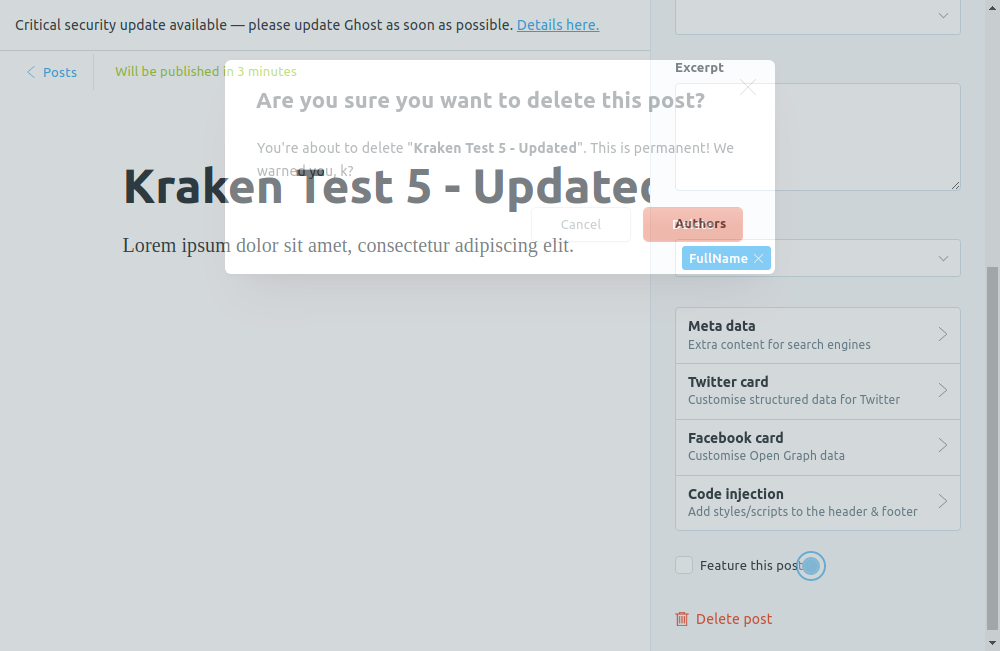 Critical security update available — please update Ghost as soon as possible. Details here.
Posts
Will be published in 3 minutes
Excerpt
Are you sure you want to delete this post?
You're about to delete "Kraken Test 5 - Updated". This is permanent! We
warned you, k?
Kraken Test 5 - Updated
Cancel
Authors
Lorem ipsum dolor sit amet, consectetur adipiscing elit.
FullName
Meta data
Extra content for search engines
Twitter card
Customise structured data for Twitter
Facebook card
Customise Open Graph data
Code injection
Add styles/scripts to the header & footer
Feature this post
Delete post